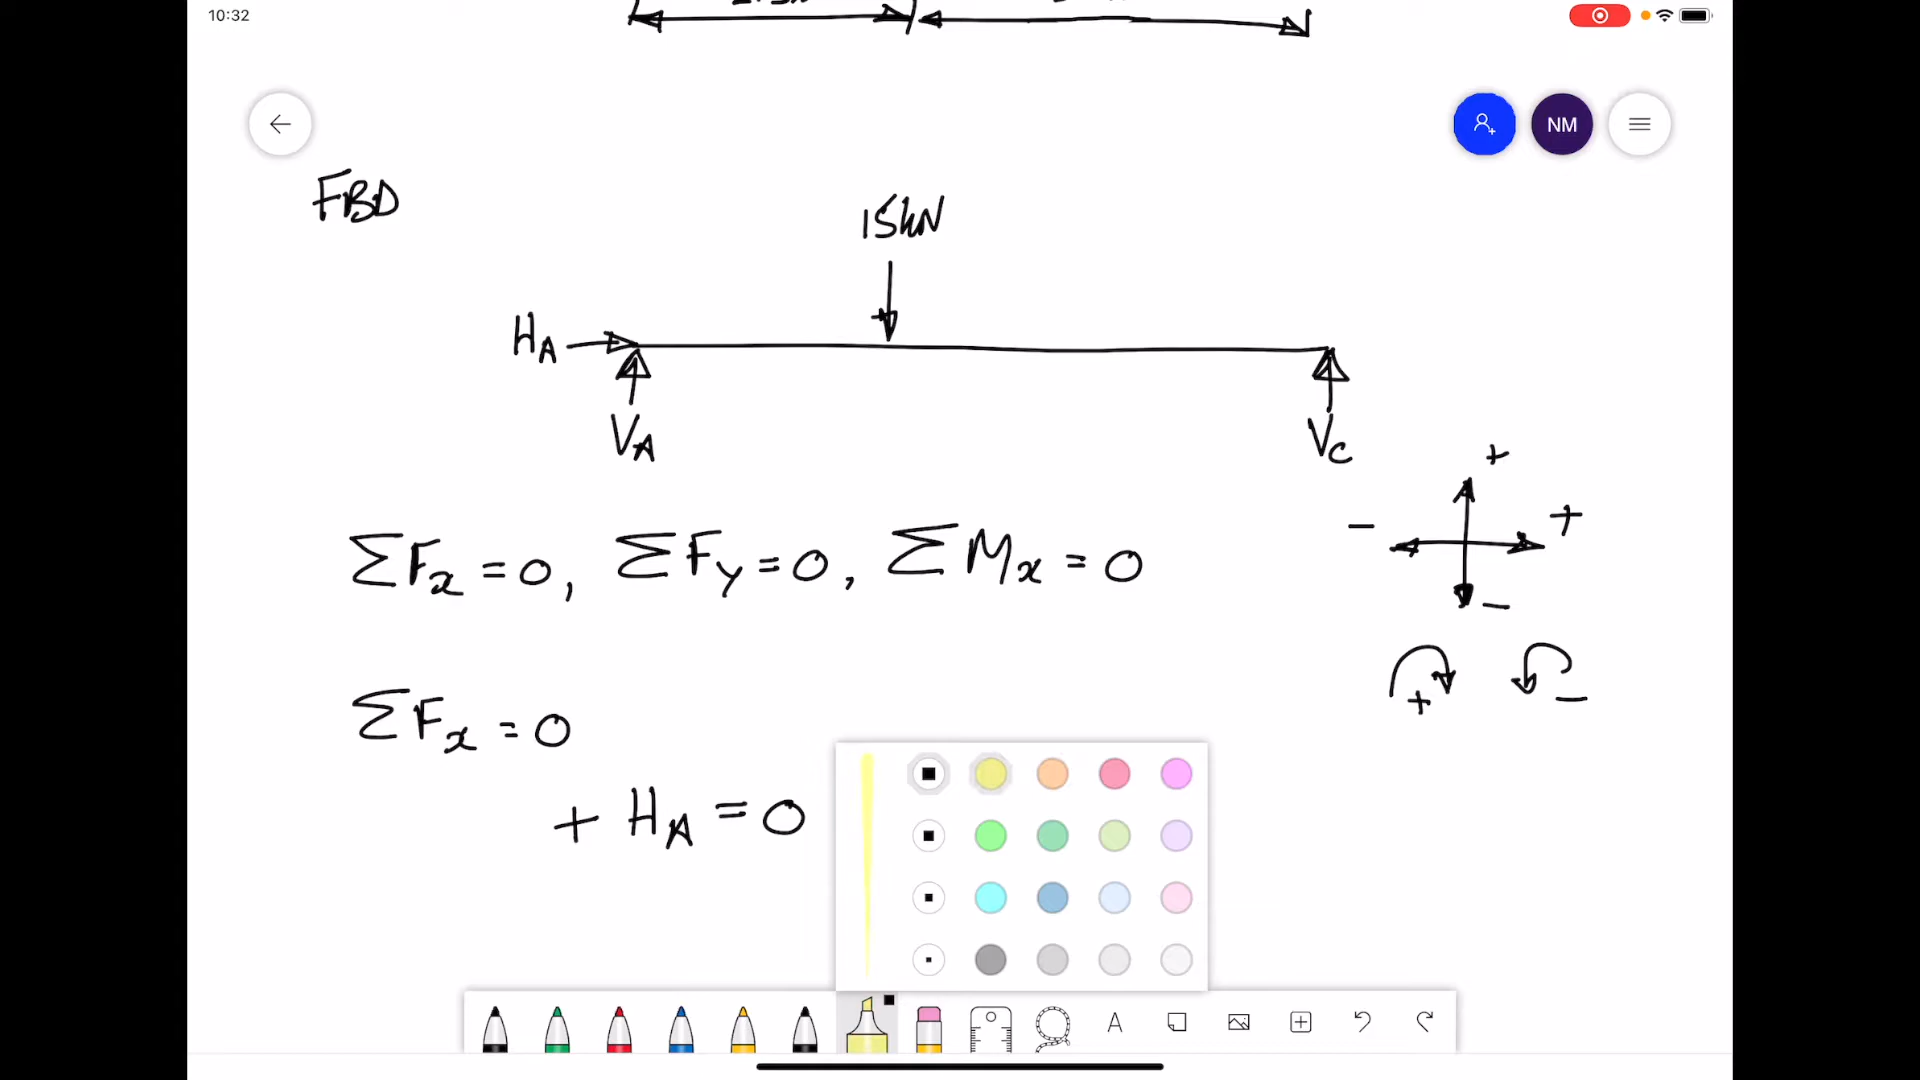 10:32
NM
FBD
15kN
H_A
V_A
V_C
+
- +
-
ΣF_x = 0, ΣF_y = 0, ΣM_x = 0
+ -
ΣF_x = 0
+ H_A = 0
A